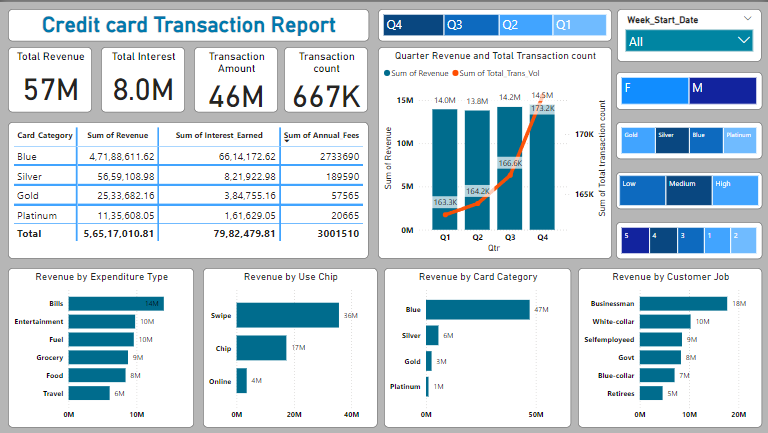 Credit card Transaction Report
Q4 Q3 Q2 Q1
Week_Start_Date
All
Total Revenue
57M
Total Interest
8.0M
Transaction
Amount
46M
Transaction
count
667K
F M
Gold Silver Blue Platinum
Low Medium High
5 4 3 1 2
Card Category Sum of Revenue Sum of Interest Earned Sum of Annual Fees
Blue 4,71,88,611.62 66,14,172.62 2733690
Silver 56,59,108.98 8,21,922.98 189590
Gold 25,33,682.16 3,84,755.16 57565
Platinum 11,35,608.05 1,61,629.05 20665
Total 5,65,17,010.81 79,82,479.81 3001510
Quarter Revenue and Total Transaction count
Sum of Revenue Sum of Total_Trans_Vol
Sum of Revenue
15M
10M
5M
0M
14.0M 13.8M 14.2M 14.5M
163.3K 164.2K 166.6K 173.2K
170K
165K
Sum of Total transaction count
Q1 Q2 Q3 Q4
Qtr
Revenue by Expenditure Type
Bills 14M
Entertainment 10M
Fuel 10M
Grocery 9M
Food 8M
Travel 6M
0M 10M
Revenue by Use Chip
Swipe 36M
Chip 17M
Online 4M
0M 20M 40M
Revenue by Card Category
Blue 47M
Silver 6M
Gold 3M
Platinum 1M
0M 50M
Revenue by Customer Job
Businessman 18M
White-collar 10M
Selfemployeed 9M
Govt 8M
Blue-collar 7M
Retirees 5M
0M 10M 20M